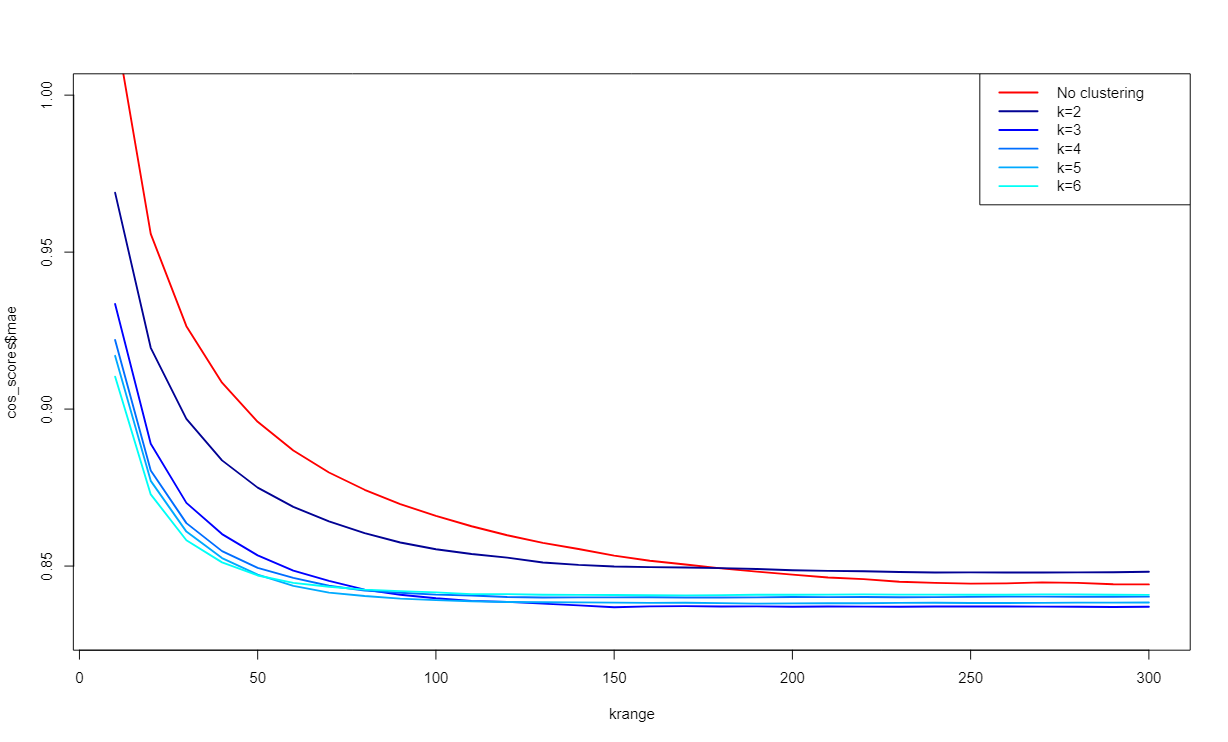 No clustering
k=2
k=3
k=4
k=5
k=6
1.00
0.95
0.90
0.85
cos_scores$mae
0 50 100 150 200 250 300
krange